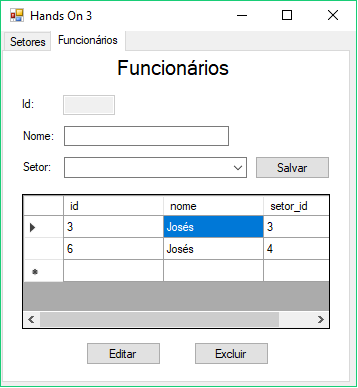 Hands On 3
Setores Funcionários
Funcionários
Id:
Nome:
Setor: Salvar
id nome setor_id
3 Josés 3
6 Josés 4
Editar Excluir